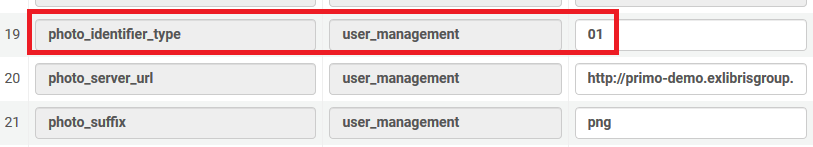 19 photo_identifier_type user_management 01
20 photo_server_url user_management http://primo-demo.exlibrisgroup.
21 photo_suffix user_management png